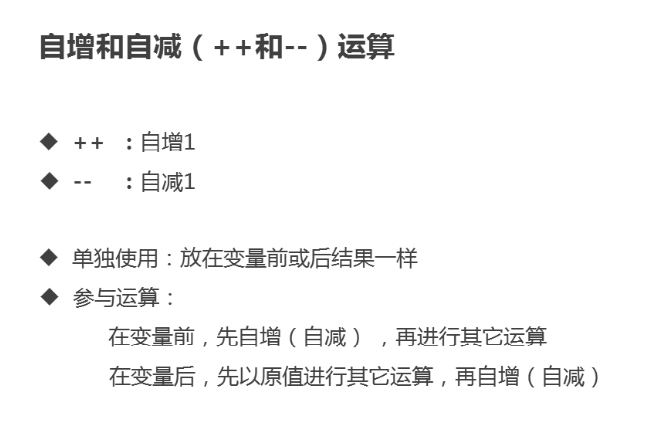 自增和自减（++和--）运算
◆ ++ ：自增1
◆ -- ：自减1
◆ 单独使用：放在变量前或后结果一样
◆ 参与运算：
在变量前，先自增（自减） ，再进行其它运算
在变量后，先以原值进行其它运算，再自增（自减）